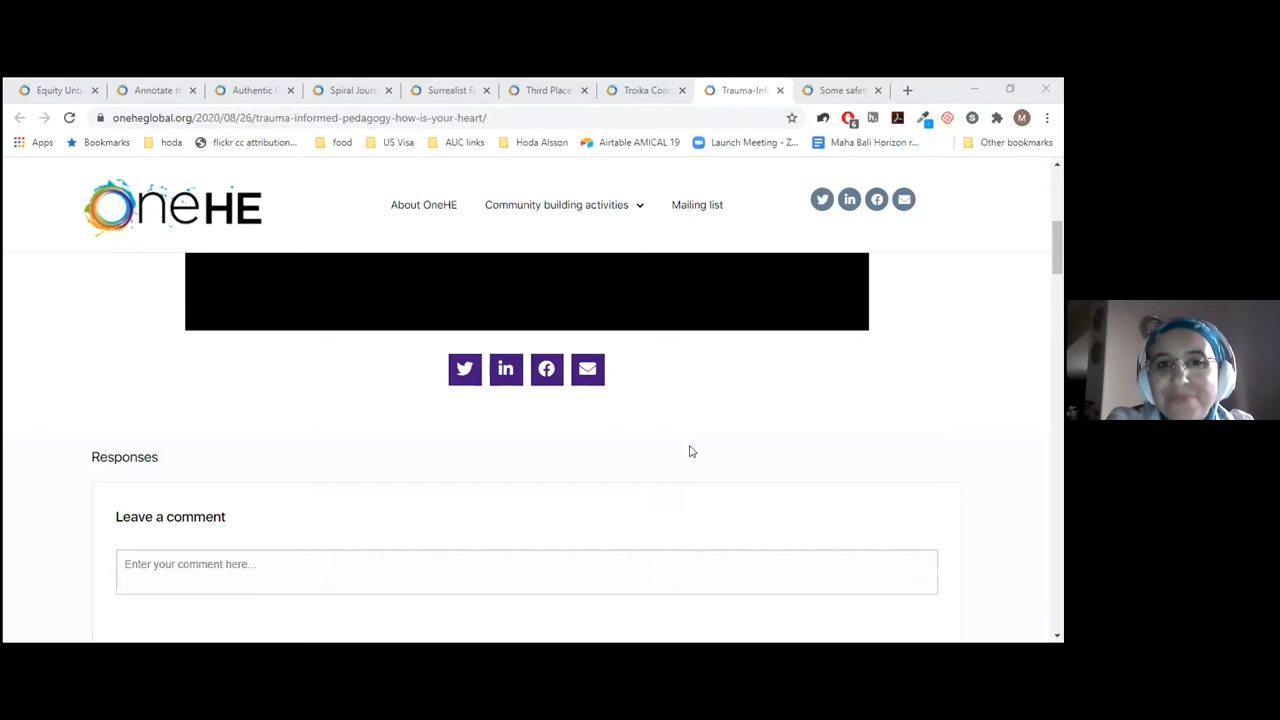 Equity Unb
Annotate th
Authentic
Spiral Journ
Surrealist
Third Place
Troika Con
Trauma-Inf
Some safet
oneheglobal.org/2020/08/26/trauma-informed-pedagogy-how-is-your-heart/
Apps
Bookmarks
hoda
flickr cc attribution...
food
US Visa
AUC links
Hoda Alsson
Airtable AMICAL 19
Launch Meeting - Z...
Maha Bali Horizon r...
Other bookmarks
OneHE
About OneHE
Community building activities
Mailing list
Responses
Leave a comment
Enter your comment here...